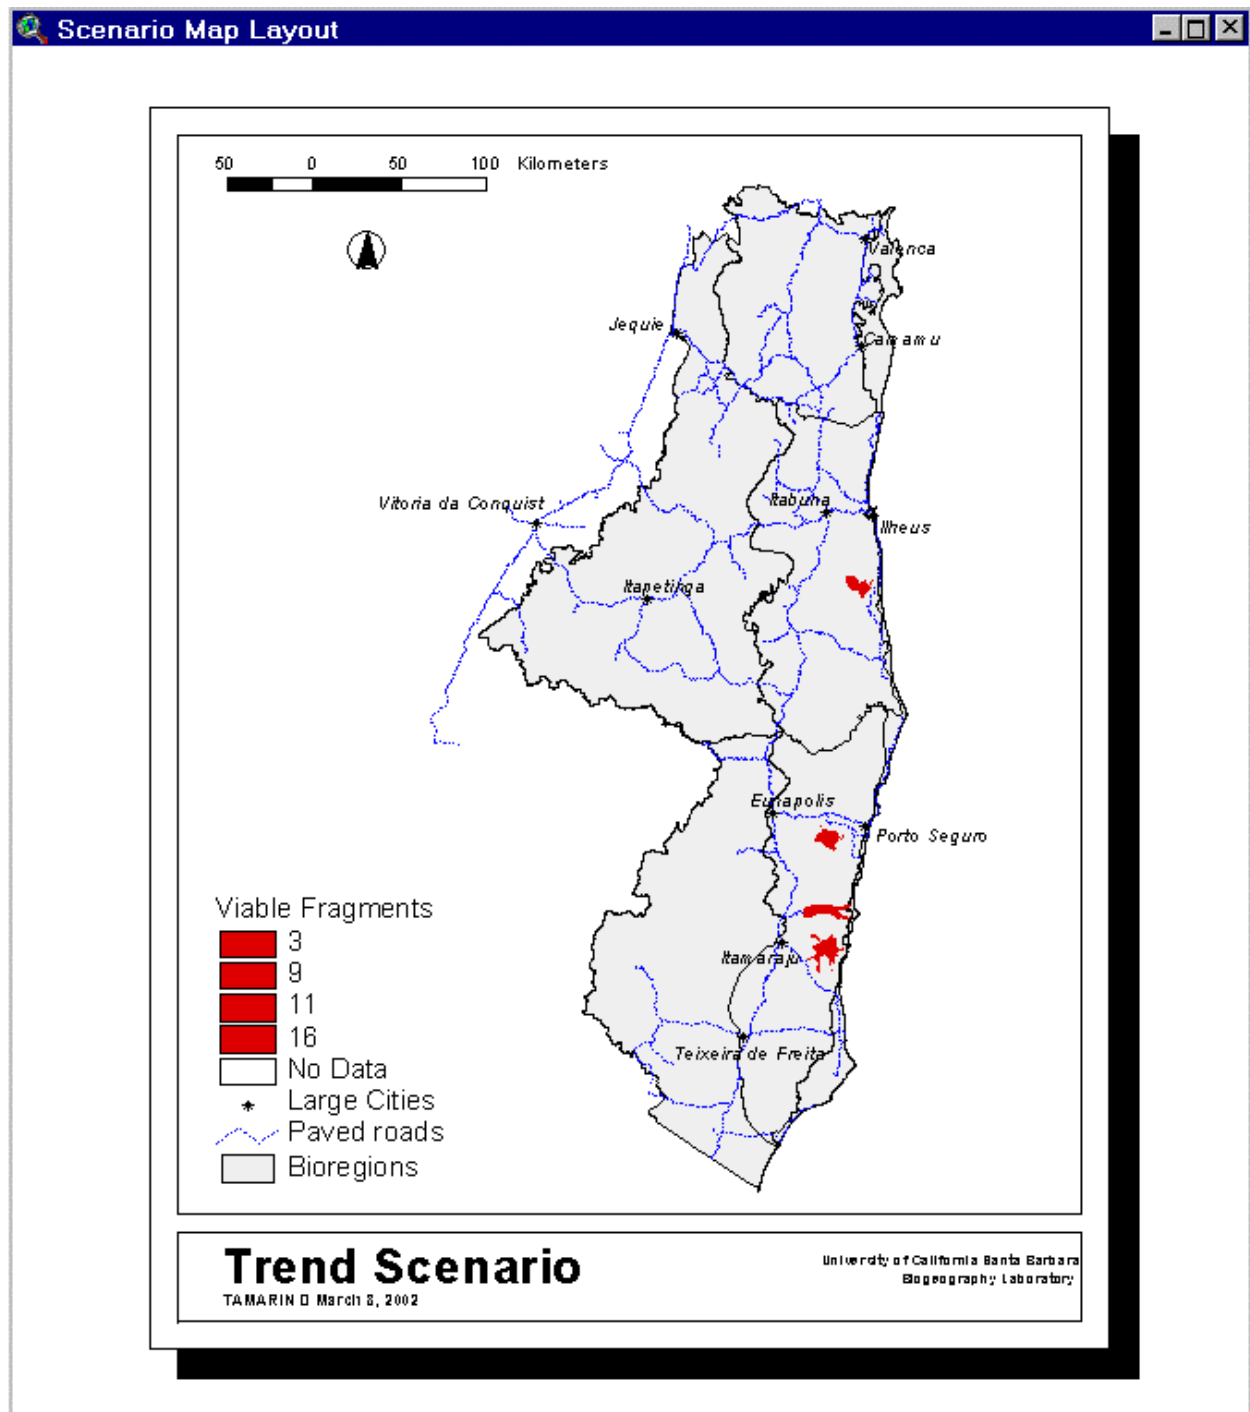 Scenario Map Layout
50 0 50 100 Kilometers
Valenca
Jequie
Camamu
Vitoria da Conquist
Itabuna
Ilheus
Itapetinga
Eunapolis
Porto Seguro
Itamaraju
Teixeira de Freita
Viable Fragments
3
9
11
16
No Data
Large Cities
Paved roads
Bioregions
Trend Scenario
TAMARIN D March 8, 2002
University of California Santa Barbara
Biogeography Laboratory